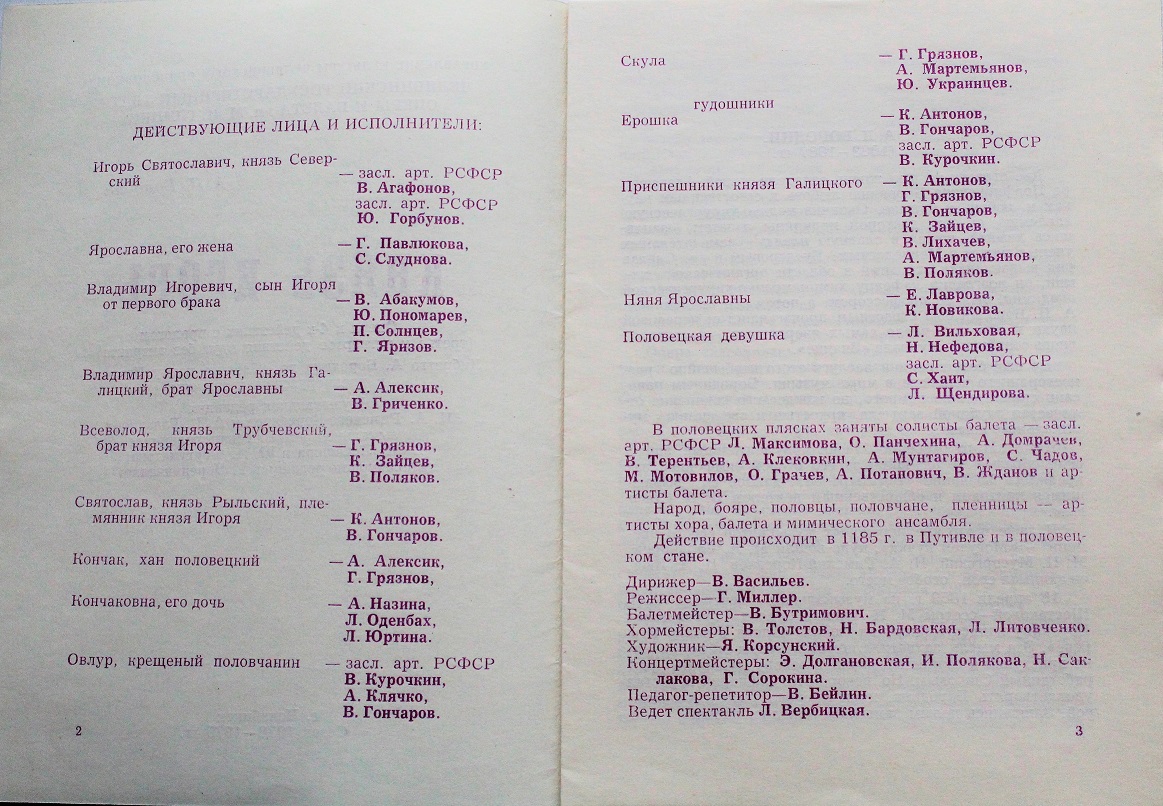 ДЕЙСТВУЮЩИЕ ЛИЦА И ИСПОЛНИТЕЛИ:
Игорь Святославич, князь Север-
ский — засл. арт. РСФСР
В. Агафонов,
засл. арт. РСФСР
Ю. Горбунов.
Ярославна, его жена — Г. Павлюкова,
С. Слуднова.
Владимир Игоревич, сын Игоря
от первого брака — В. Абакумов,
Ю. Пономарев,
П. Солнцев,
Г. Яризов.
Владимир Ярославич, князь Га-
лицкий, брат Ярославны — А. Алексик,
В. Гриченко.
Всеволод, князь Трубчевский,
брат князя Игоря — Г. Грязнов,
К. Зайцев,
В. Поляков.
Святослав, князь Рыльский, пле-
мянник князя Игоря — К. Антонов,
В. Гончаров.
Кончак, хан половецкий — А. Алексик,
Г. Грязнов,
Кончаковна, его дочь — А. Назина,
Л. Оденбах,
Л. Юртина.
Овлур, крещеный половчанин — засл. арт. РСФСР
В. Курочкин,
А. Клячко,
В. Гончаров.
2
Скула — Г. Грязнов,
А. Мартемьянов,
Ю. Украинцев.
гудошники
Ерошка — К. Антонов,
В. Гончаров,
засл. арт. РСФСР
В. Курочкин.
Приспешники князя Галицкого — К. Антонов,
Г. Грязнов,
В. Гончаров,
К. Зайцев,
В. Лихачев,
А. Мартемьянов,
В. Поляков.
Няня Ярославны — Е. Лаврова,
К. Новикова.
Половецкая девушка — Л. Вильховая,
Н. Нефедова,
засл. арт. РСФСР
С. Хаит,
Л. Щендирова.
В половецких плясках заняты солисты балета — засл.
арт. РСФСР Л. Максимова, О. Панчехина, А. Домрачев,
В. Терентьев, А. Клековкин, А. Мунтагиров, С. Чадов,
М. Мотовилов, О. Грачев, А. Потапович, В. Жданов и ар-
тисты балета.
Народ, бояре, половцы, половчане, пленницы — ар-
тисты хора, балета и мимического ансамбля.
Действие происходит в 1185 г. в Путивле и в половец-
ком стане.
Дирижер—В. Васильев.
Режиссер—Г. Миллер.
Балетмейстер—В. Бутримович.
Хормейстеры: В. Толстов, Н. Бардовская, Л. Литовченко.
Художник—Я. Корсунский.
Концертмейстеры: Э. Долгановская, И. Полякова, Н. Сак-
лакова, Г. Сорокина.
Педагог-репетитор—В. Бейлин.
Ведет спектакль Л. Вербицкая.
3